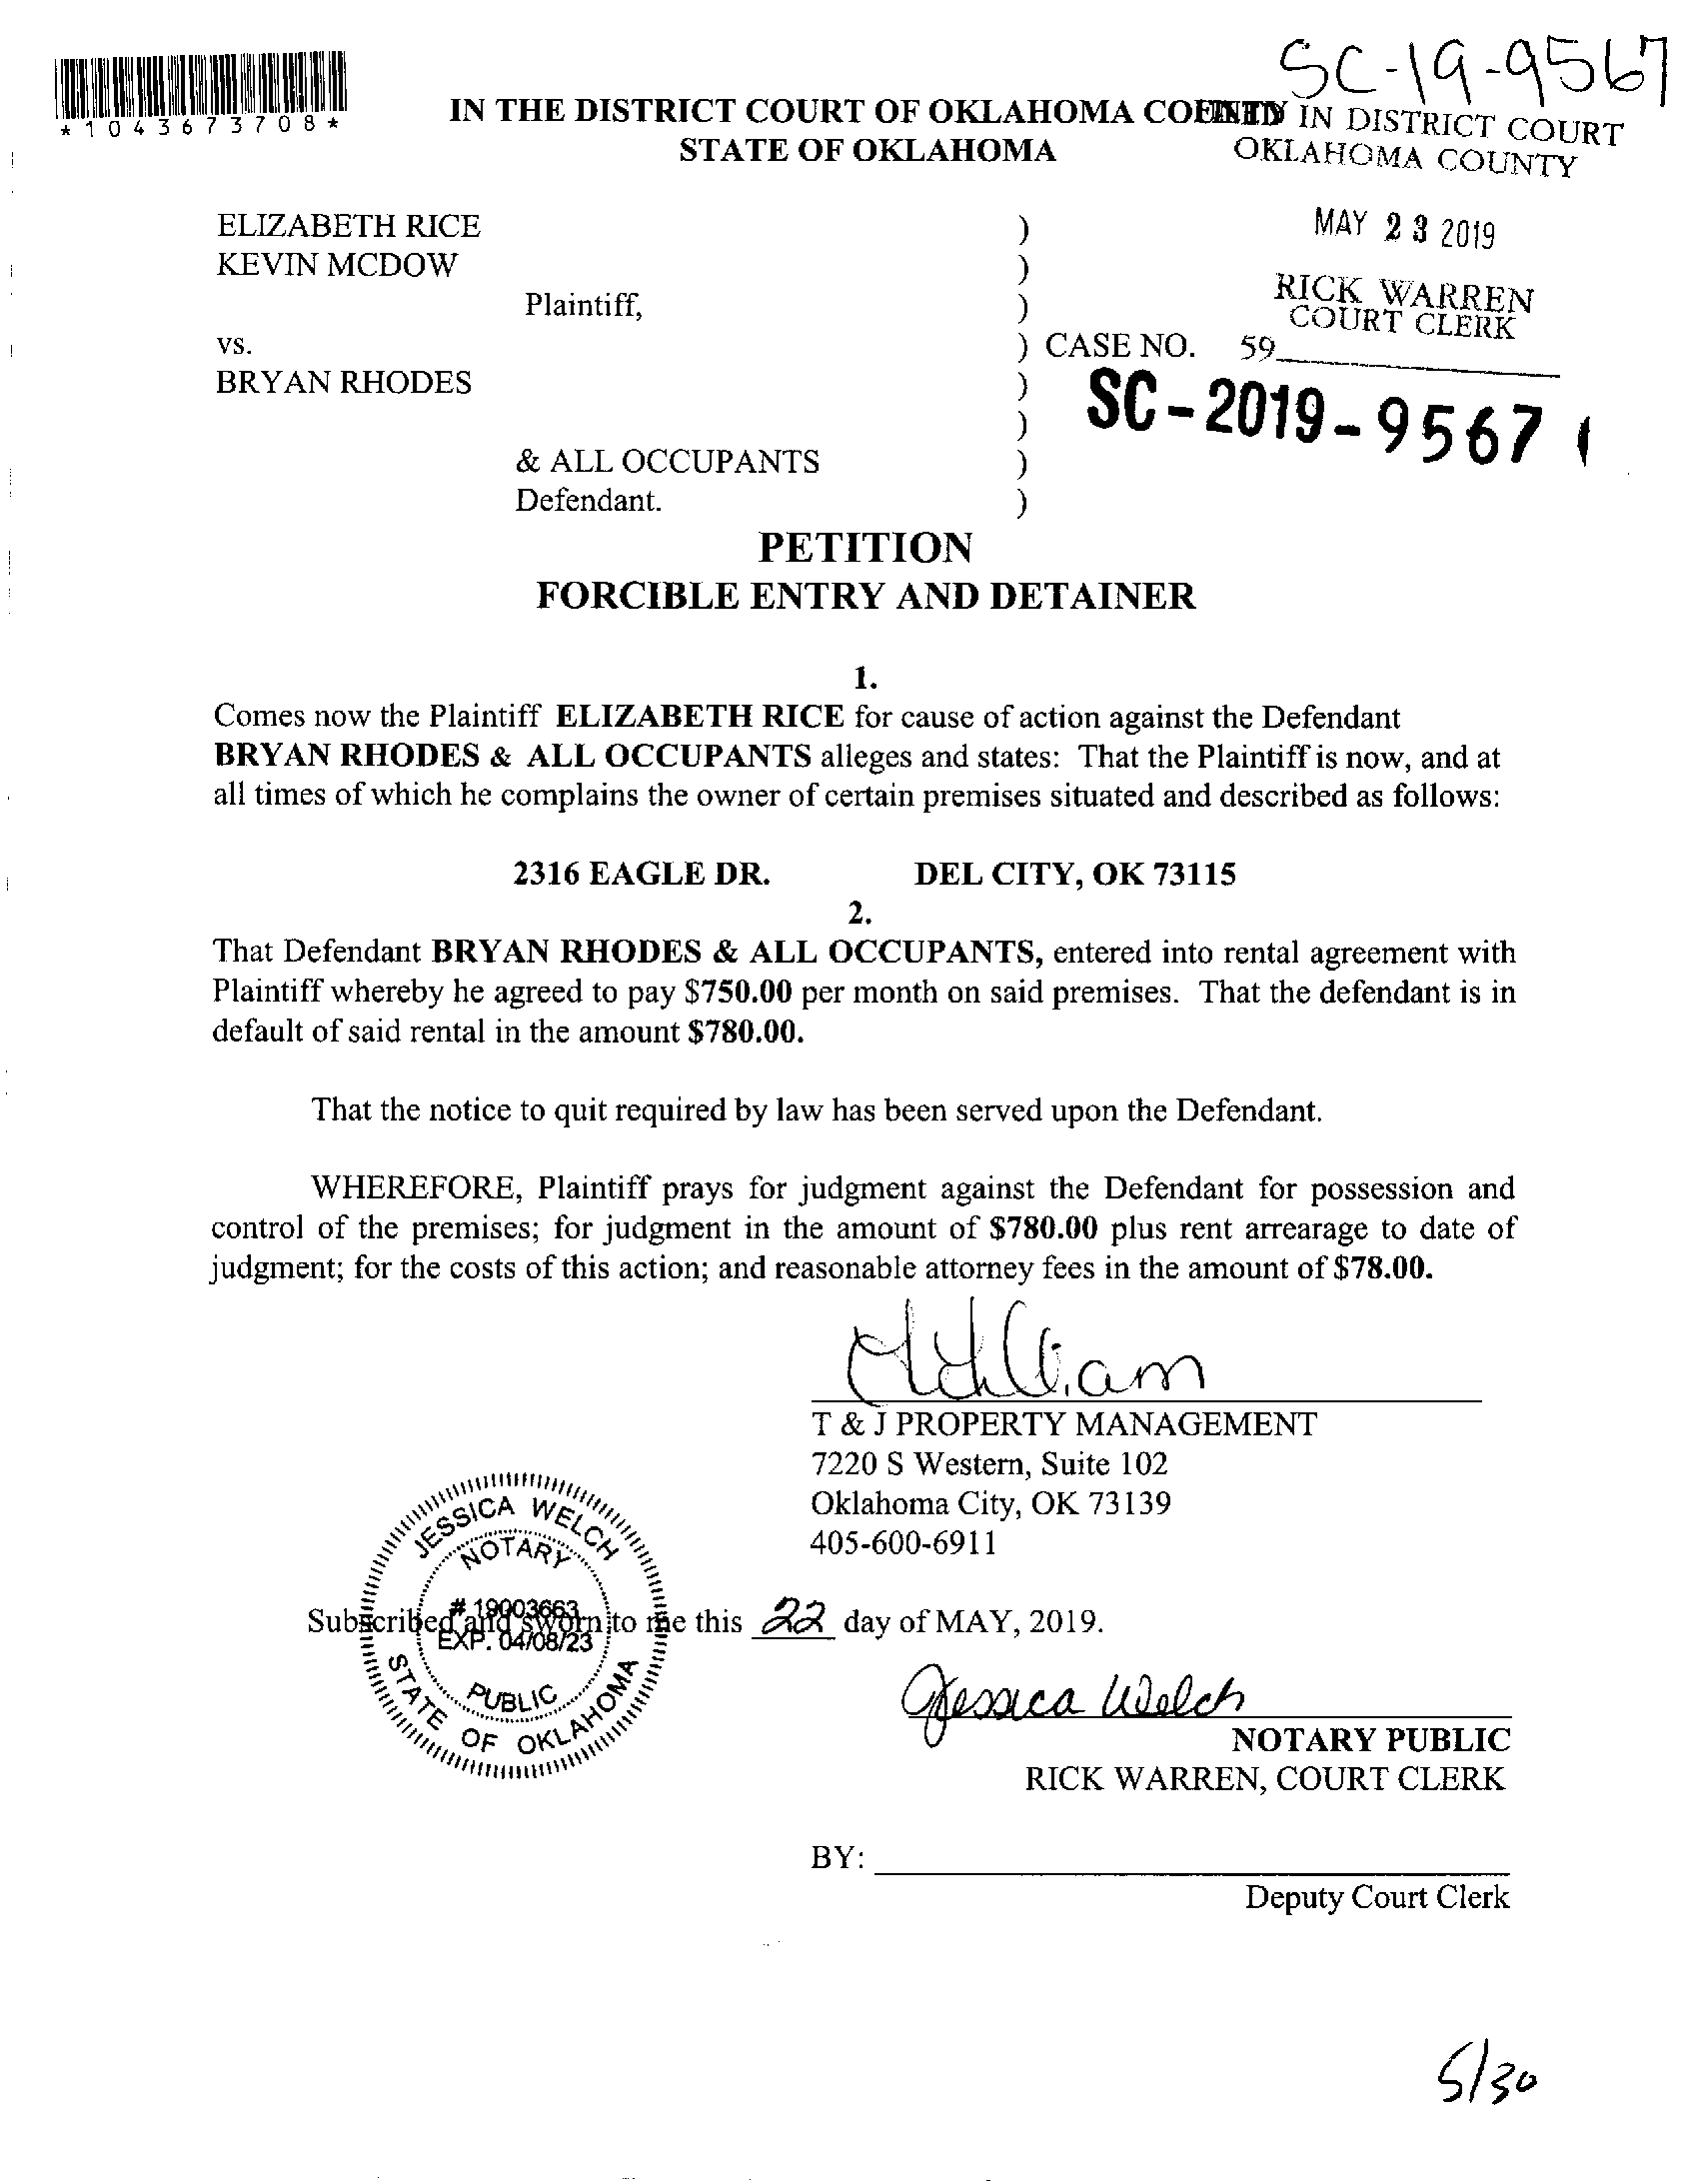 SC-19-9567
*1043673708*
IN THE DISTRICT COURT OF OKLAHOMA COUNTY
STATE OF OKLAHOMA
FILED IN DISTRICT COURT
OKLAHOMA COUNTY
MAY 23 2019
RICK WARREN
COURT CLERK
59
ELIZABETH RICE )
KEVIN MCDOW )
Plaintiff, )
vs. ) CASE NO.
BRYAN RHODES )
)
SC-2019-9567
& ALL OCCUPANTS )
Defendant. )
PETITION
FORCIBLE ENTRY AND DETAINER
1.
Comes now the Plaintiff ELIZABETH RICE for cause of action against the Defendant
BRYAN RHODES & ALL OCCUPANTS alleges and states: That the Plaintiff is now, and at
all times of which he complains the owner of certain premises situated and described as follows:
2316 EAGLE DR. DEL CITY, OK 73115
2.
That Defendant BRYAN RHODES & ALL OCCUPANTS, entered into rental agreement with
Plaintiff whereby he agreed to pay $750.00 per month on said premises. That the defendant is in
default of said rental in the amount $780.00.
That the notice to quit required by law has been served upon the Defendant.
WHEREFORE, Plaintiff prays for judgment against the Defendant for possession and
control of the premises; for judgment in the amount of $780.00 plus rent arrearage to date of
judgment; for the costs of this action; and reasonable attorney fees in the amount of $78.00.
T & J PROPERTY MANAGEMENT
7220 S Western, Suite 102
Oklahoma City, OK 73139
405-600-6911
JESSICA WELCH
NOTARY
# 19003663
EXP. 04/08/23
PUBLIC
STATE OF OKLAHOMA
Subscribed and sworn to me this 22 day of MAY, 2019.
Jessica Welch
NOTARY PUBLIC
RICK WARREN, COURT CLERK
BY:
Deputy Court Clerk
5/30